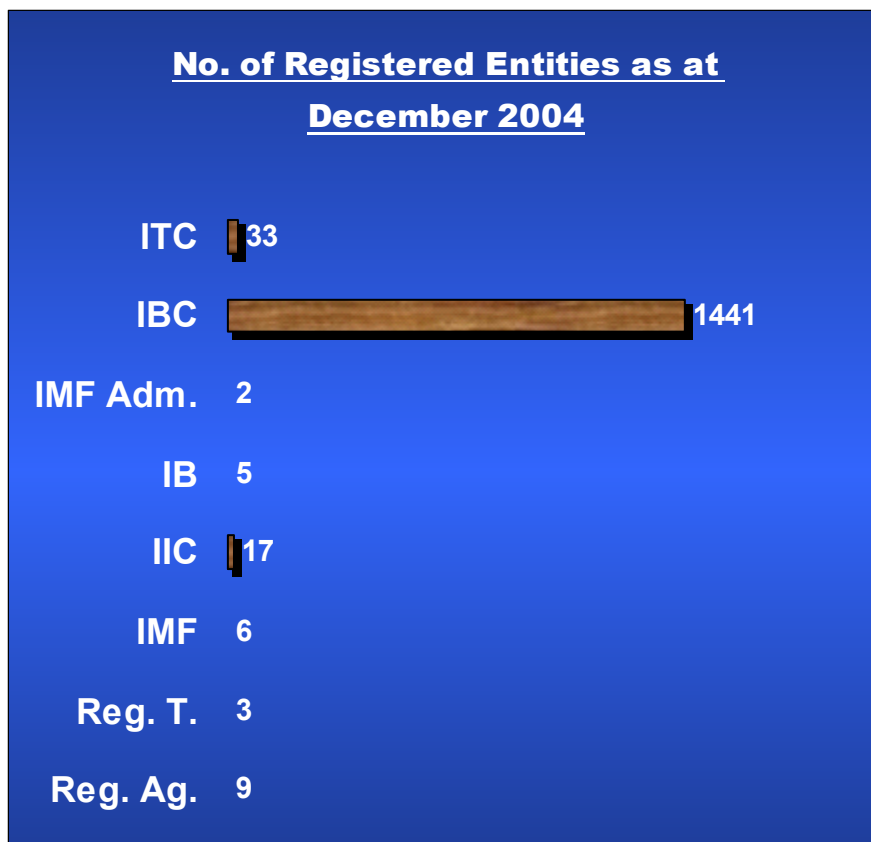 No. of Registered Entities as at
December 2004
ITC 33
IBC 1441
IMF Adm. 2
IB 5
IIC 17
IMF 6
Reg. T. 3
Reg. Ag. 9